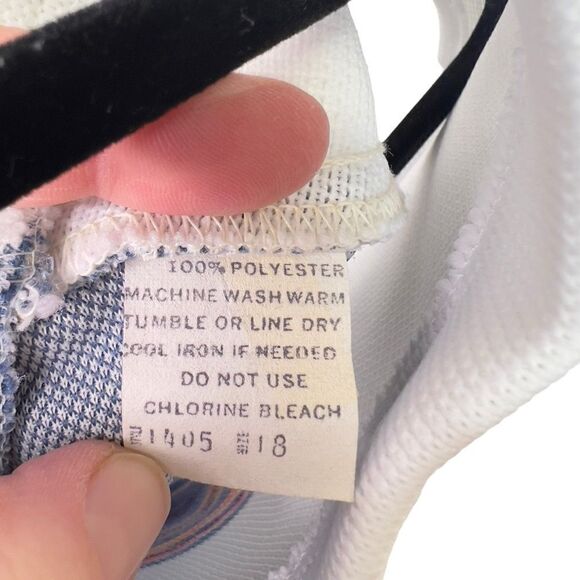 100% POLYESTER
MACHINE WASH WARM
TUMBLE OR LINE DRY
COOL IRON IF NEEDED
DO NOT USE
CHLORINE BLEACH
1405 SIZE 18